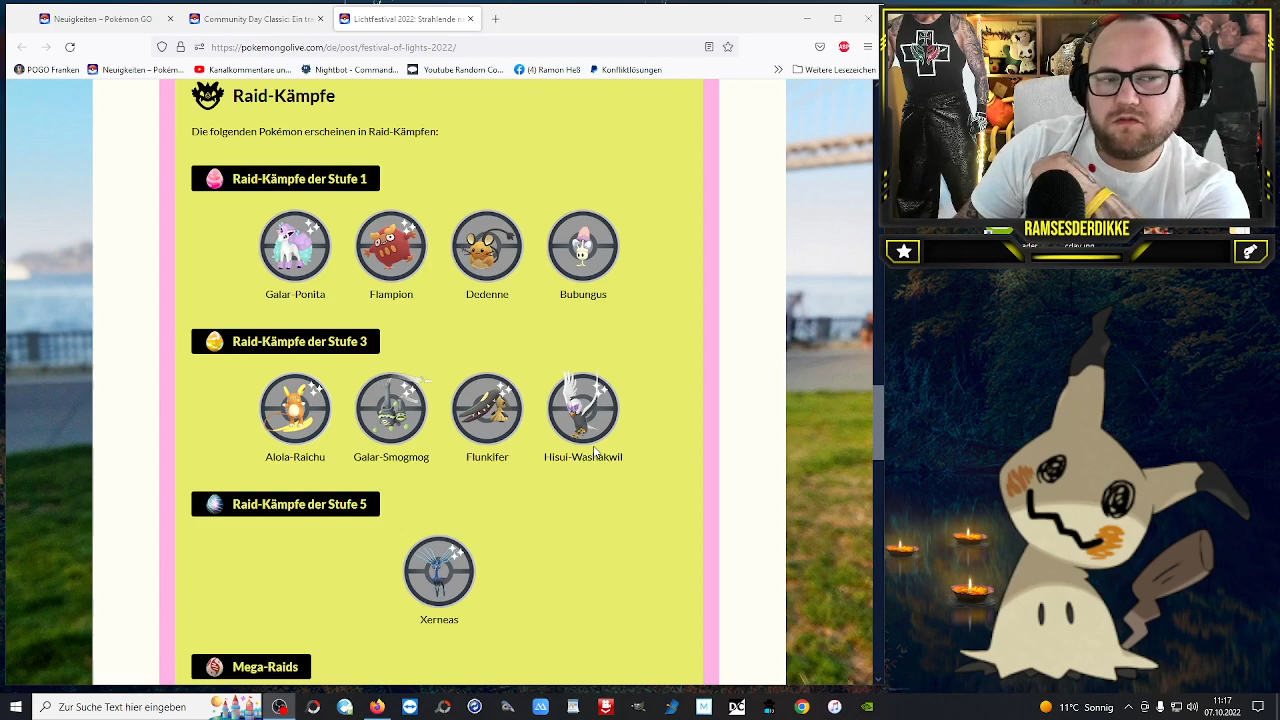 Neuigkeiten – Pokémon GO
Community Day Classic: Ein tre
Lichtfestival 2022: Strahlende ne
https://pokemongolive.com/de/post/festival-of-lights-2022/
POGO Franken
Neuigkeiten – Pokém...
Kanalkommentare un...
Nightbot - Command...
Youtube Random Co...
(4) Ramon Heß
Konfliktlösungen
Weitere Lesezeichen
ABP
Raid-Kämpfe
Die folgenden Pokémon erscheinen in Raid-Kämpfen:
Raid-Kämpfe der Stufe 1
Galar-Ponita
Flampion
Dedenne
Bubungus
Raid-Kämpfe der Stufe 3
Alola-Raichu
Galar-Smogmog
Flunkifer
Hisui-Washakwil
Raid-Kämpfe der Stufe 5
Xerneas
Mega-Raids
RAMSESDERDIKKE
Zur Suche Text hier eingeben
11°C Sonnig
11:17
07.10.2022